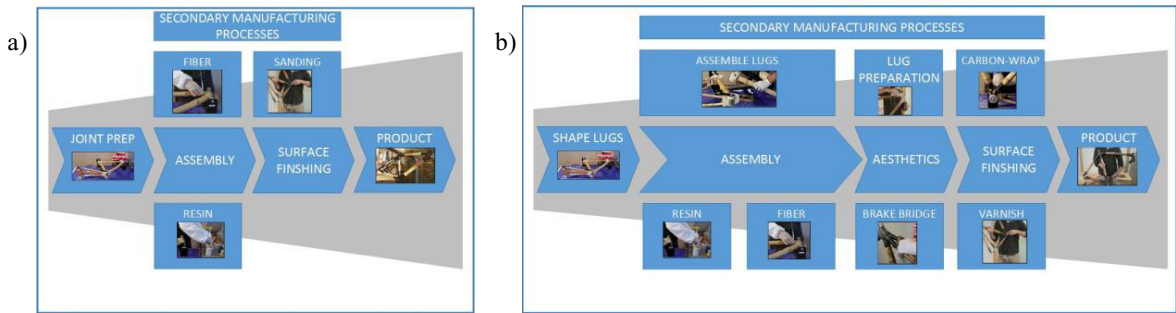 a)
SECONDARY MANUFACTURING
PROCESSES
FIBER
SANDING
JOINT PREP
ASSEMBLY
SURFACE
FINSHING
PRODUCT
RESIN
b)
SECONDARY MANUFACTURING PROCESSES
ASSEMBLE LUGS
LUG
PREPARATION
CARBON-WRAP
SHAPE LUGS
ASSEMBLY
AESTHETICS
SURFACE
FINSHING
PRODUCT
RESIN
FIBER
BRAKE BRIDGE
VARNISH